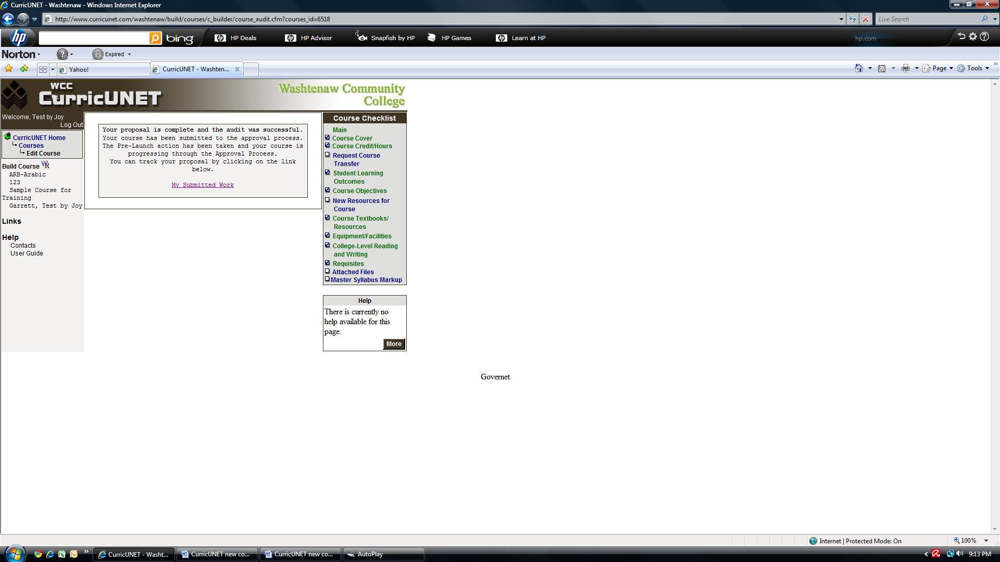 CurricUNET - Washtenaw - Windows Internet Explorer
http://www.curricunet.com/washtenaw/build/courses/c_builder/course_audit.cfm?courses_id=6518
Live Search
hp
bing
HP Deals
HP Advisor
Snapfish by HP
HP Games
Learn at HP
hp.com
Norton
Expired
Yahoo!
CurricUNET - Washten...
Page
Tools
WCC
CurricUNET
Washtenaw Community
College
Welcome, Test by Joy
Log Out
CurricUNET Home
Courses
Edit Course
Build Course WR
ARB-Arabic
123
Sample Course for
Training
Garrett, Test by Joy
Links
Help
Contacts
User Guide
Your proposal is complete and the audit was successful.
Your course has been submitted to the approval process.
The Pre-Launch action has been taken and your course is
progressing through the Approval Process.
You can track your proposal by clicking on the link
below.
My Submitted Work
Course Checklist
Main
Course Cover
Course Credit/Hours
Request Course
Transfer
Student Learning
Outcomes
Course Objectives
New Resources for
Course
Course Textbooks/
Resources
Equipment/Facilities
College-Level Reading
and Writing
Requisites
Attached Files
Master Syllabus Markup
Help
There is currently no
help available for this
page.
More
Governet
Internet | Protected Mode: On
100%
CurricUNET - Washt...
CurricUNET new co...
CurricUNET new co...
AutoPlay
9:13 PM